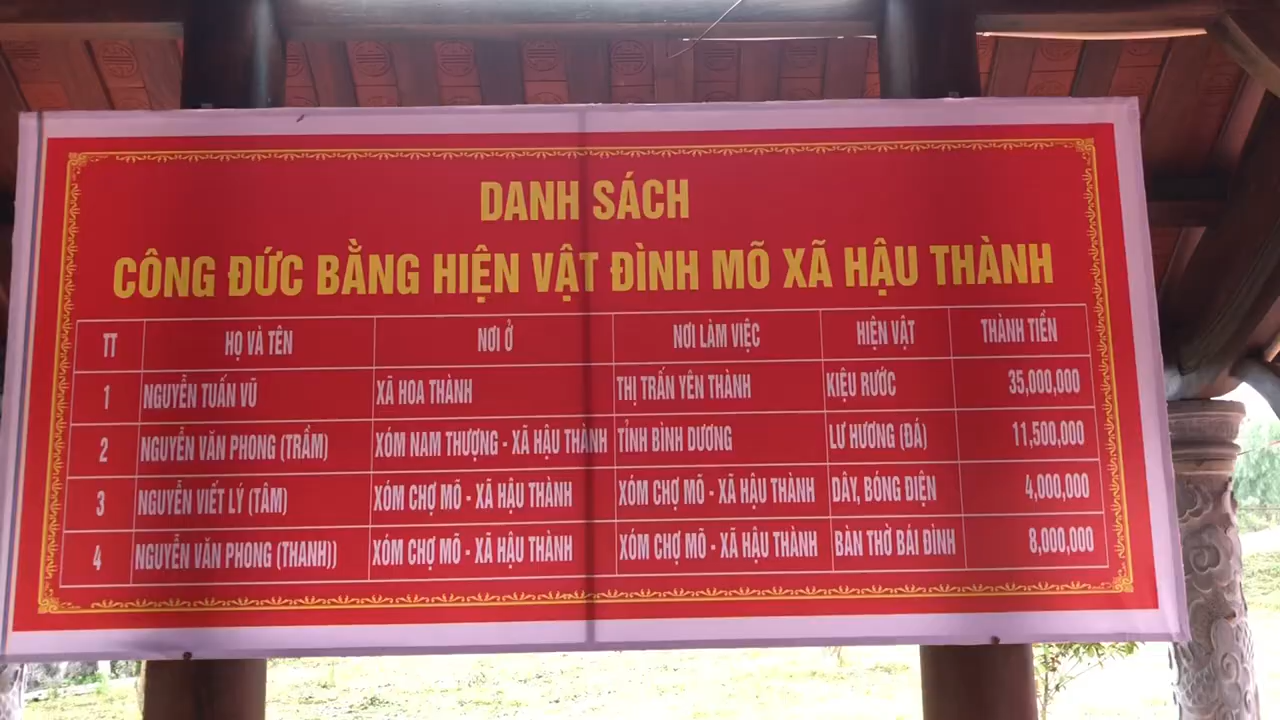 DANH SÁCH
CÔNG ĐỨC BẰNG HIỆN VẬT ĐÌNH MÕ XÃ HẬU THÀNH
TT HỌ VÀ TÊN NƠI Ở NƠI LÀM VIỆC HIỆN VẬT THÀNH TIỀN
1 NGUYỄN TUẤN VŨ XÃ HOA THÀNH THỊ TRẤN YÊN THÀNH KIỆU RƯỚC 35,000,000
2 NGUYỄN VĂN PHONG (TRẦM) XÓM NAM THƯỢNG - XÃ HẬU THÀNH TỈNH BÌNH DƯƠNG LƯ HƯƠNG (ĐÁ) 11,500,000
3 NGUYỄN VIẾT LÝ (TÂM) XÓM CHỢ MÕ - XÃ HẬU THÀNH XÓM CHỢ MÕ - XÃ HẬU THÀNH DÂY, BÓNG ĐIỆN 4,000,000
4 NGUYỄN VĂN PHONG (THANH)) XÓM CHỢ MÕ - XÃ HẬU THÀNH XÓM CHỢ MÕ - XÃ HẬU THÀNH BÀN THỜ BÁI ĐÌNH 8,000,000